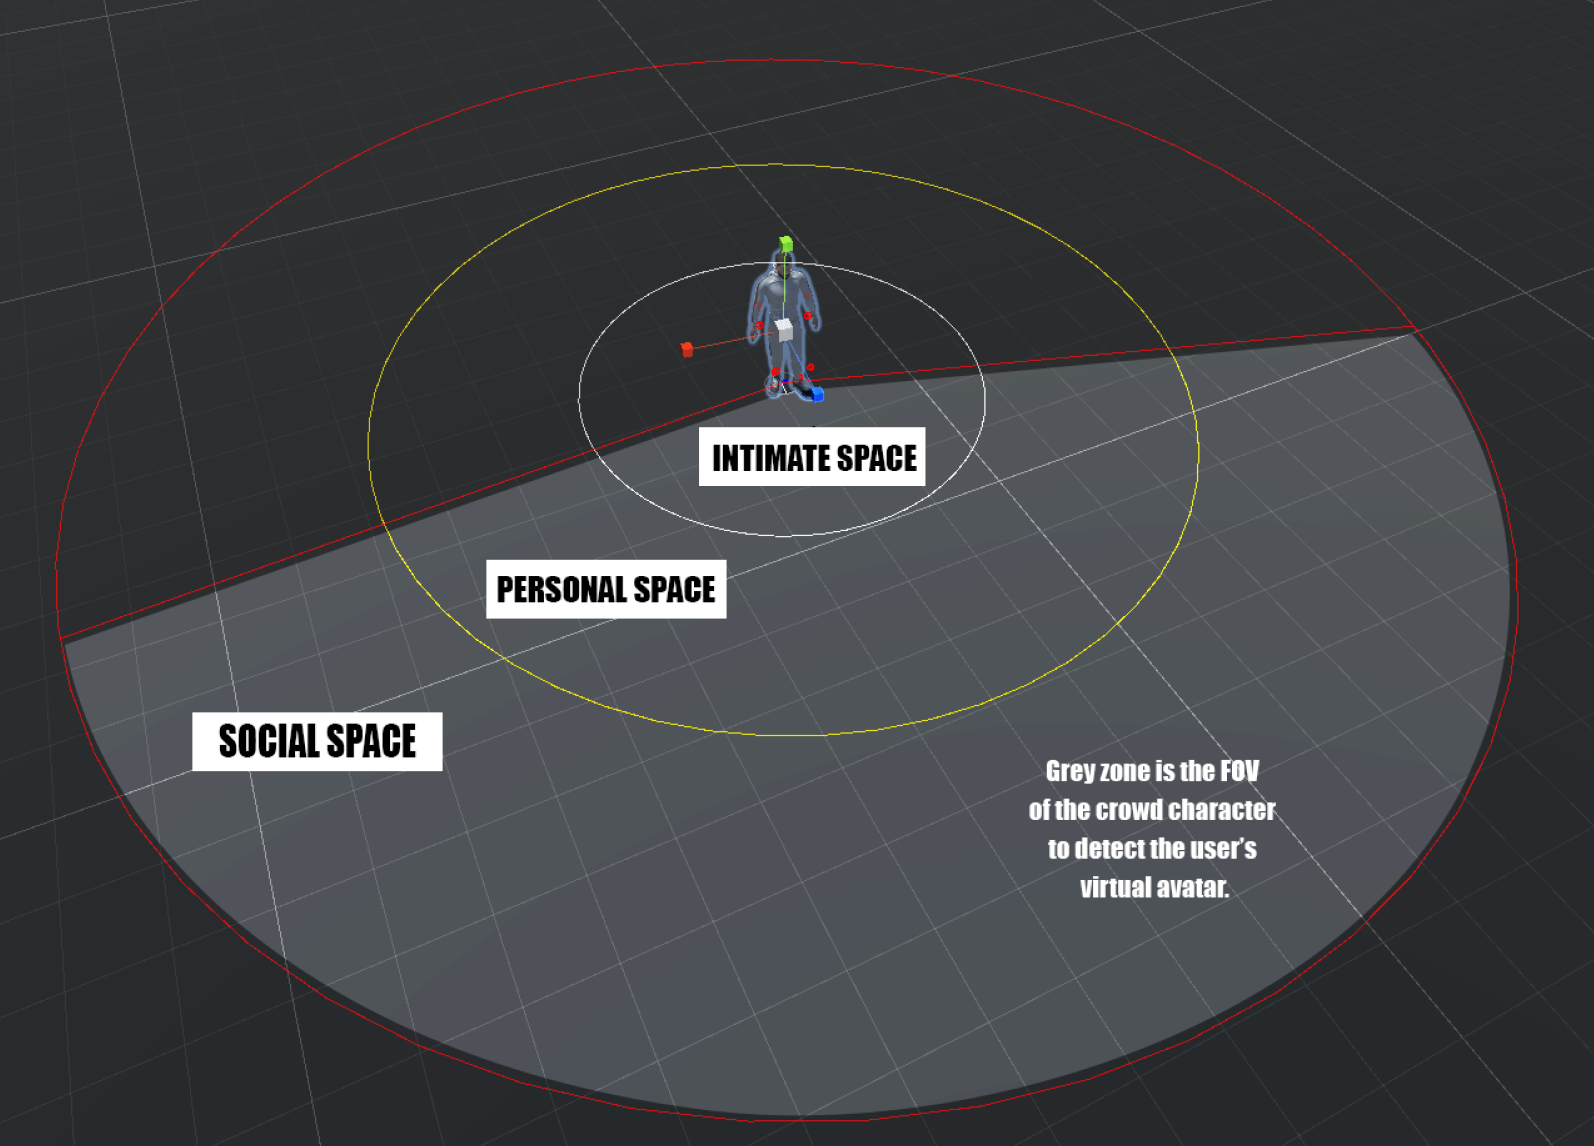 INTIMATE SPACE
PERSONAL SPACE
SOCIAL SPACE
Grey zone is the FOV
of the crowd character
to detect the user's
virtual avatar.